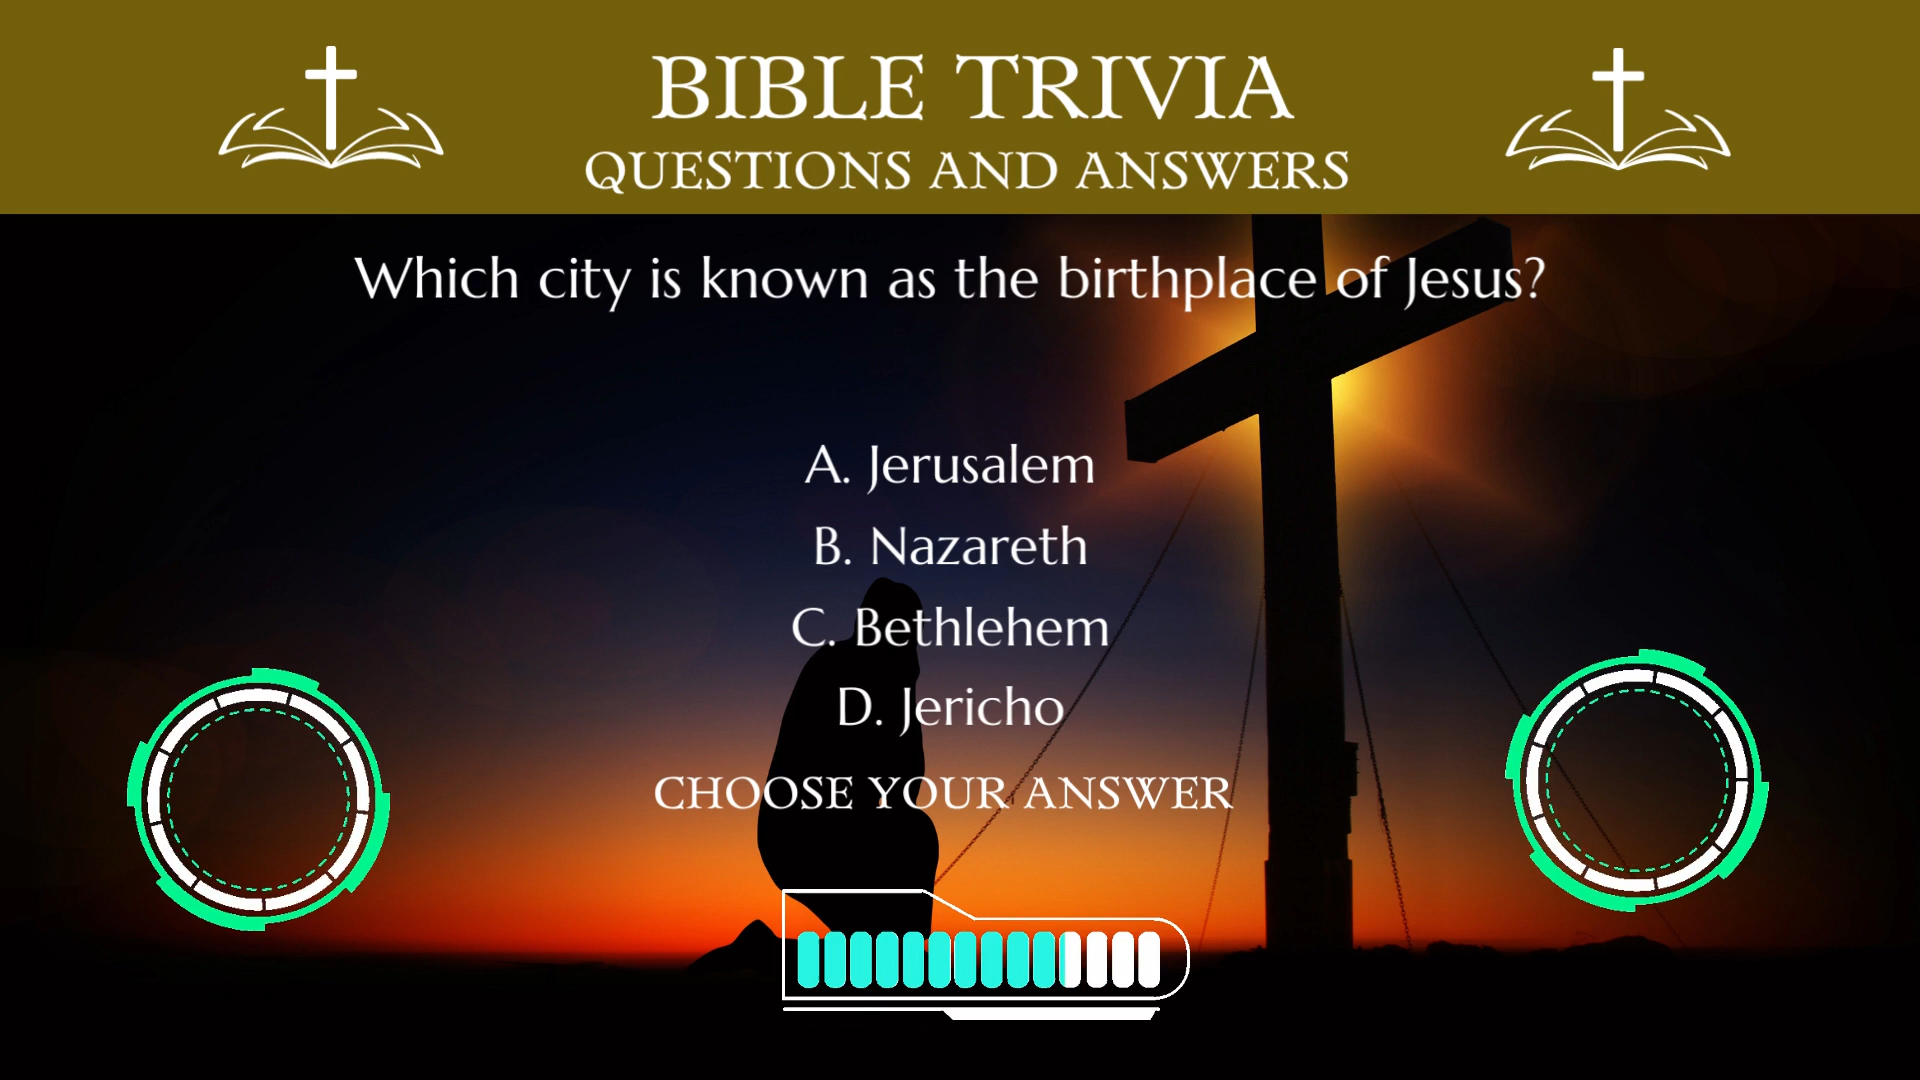 BIBLE TRIVIA
QUESTIONS AND ANSWERS
Which city is known as the birthplace of Jesus?
A. Jerusalem
B. Nazareth
C. Bethlehem
D. Jericho
CHOOSE YOUR ANSWER